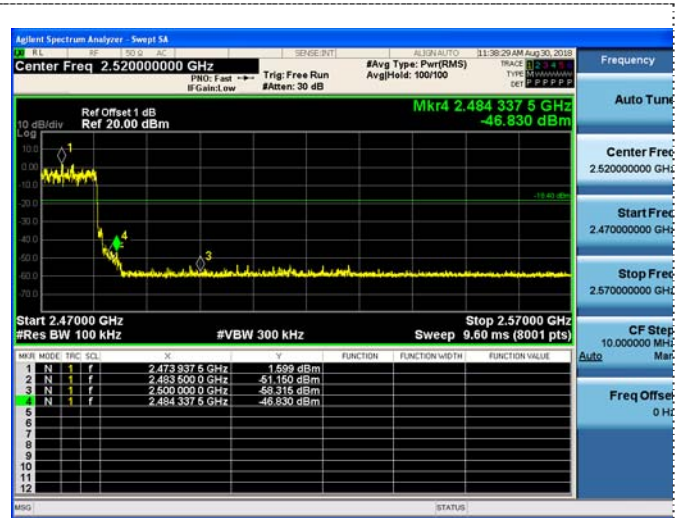 Agilent Spectrum Analyzer - Swept SA
RL RF 50 Ω AC SENSE:INT ALIGN AUTO 11:38:29 AM Aug 30, 2018
Center Freq 2.520000000 GHz
PNO: Fast
IFGain:Low
Trig: Free Run
#Atten: 30 dB
#Avg Type: Pwr(RMS)
Avg|Hold: 100/100
TRACE 1 2 3 4 5 6
TYPE M
DET P P P P P P
Frequency
Ref Offset 1 dB
10 dB/div Ref 20.00 dBm
Log
Mkr4 2.484 337 5 GHz
-46.830 dBm
10.0
0.00
-10.0
-20.0
-30.0
-40.0
-50.0
-60.0
-70.0
1
4
3
Start 2.47000 GHz Stop 2.57000 GHz
#Res BW 100 kHz #VBW 300 kHz Sweep 9.60 ms (8001 pts)
MKR MODE TRC SCL X Y FUNCTION FUNCTION WIDTH FUNCTION VALUE
1 N 1 f 2.473 937 5 GHz 1.599 dBm
2 N 1 f 2.483 500 0 GHz -51.150 dBm
3 N 1 f 2.500 000 0 GHz -58.315 dBm
4 N 1 f 2.484 337 5 GHz -46.830 dBm
5
6
7
8
9
10
11
12
MSG STATUS
Auto Tune
Center Freq
2.520000000 GHz
Start Freq
2.470000000 GHz
Stop Freq
2.570000000 GHz
CF Step
10.000000 MHz
Auto Man
Freq Offset
0 Hz